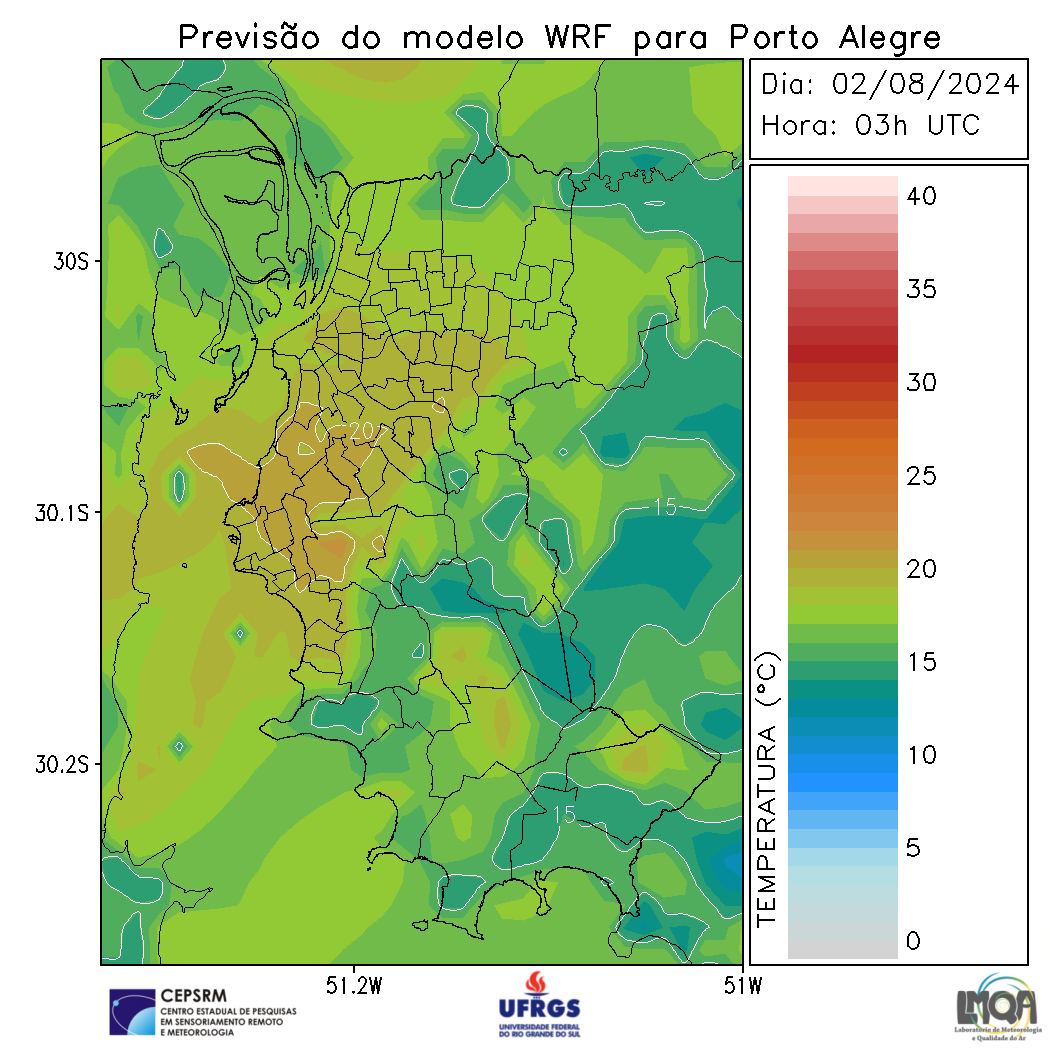 Previsão do modelo WRF para Porto Alegre
Dia: 02/08/2024
Hora: 03h UTC
30S
30.1S
30.2S
51.2W
51W
20
15
15
TEMPERATURA (°C)
40
35
30
25
20
15
10
5
0
CEPSRM
CENTRO ESTADUAL DE PESQUISAS
EM SENSORIAMENTO REMOTO
E METEOROLOGIA
UFRGS
UNIVERSIDADE FEDERAL
DO RIO GRANDE DO SUL
LMQA
Laboratório de Meteorologia
e Qualidade do Ar